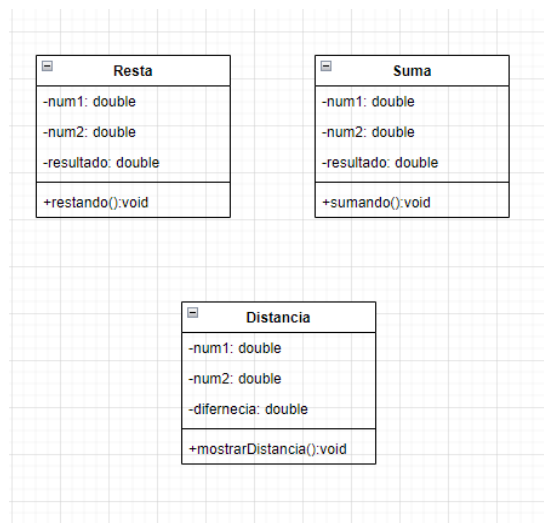 Resta
-num1: double
-num2: double
-resultado: double
+restando():void
Suma
-num1: double
-num2: double
-resultado: double
+sumando():void
Distancia
-num1: double
-num2: double
-difernecia: double
+mostrarDistancia():void